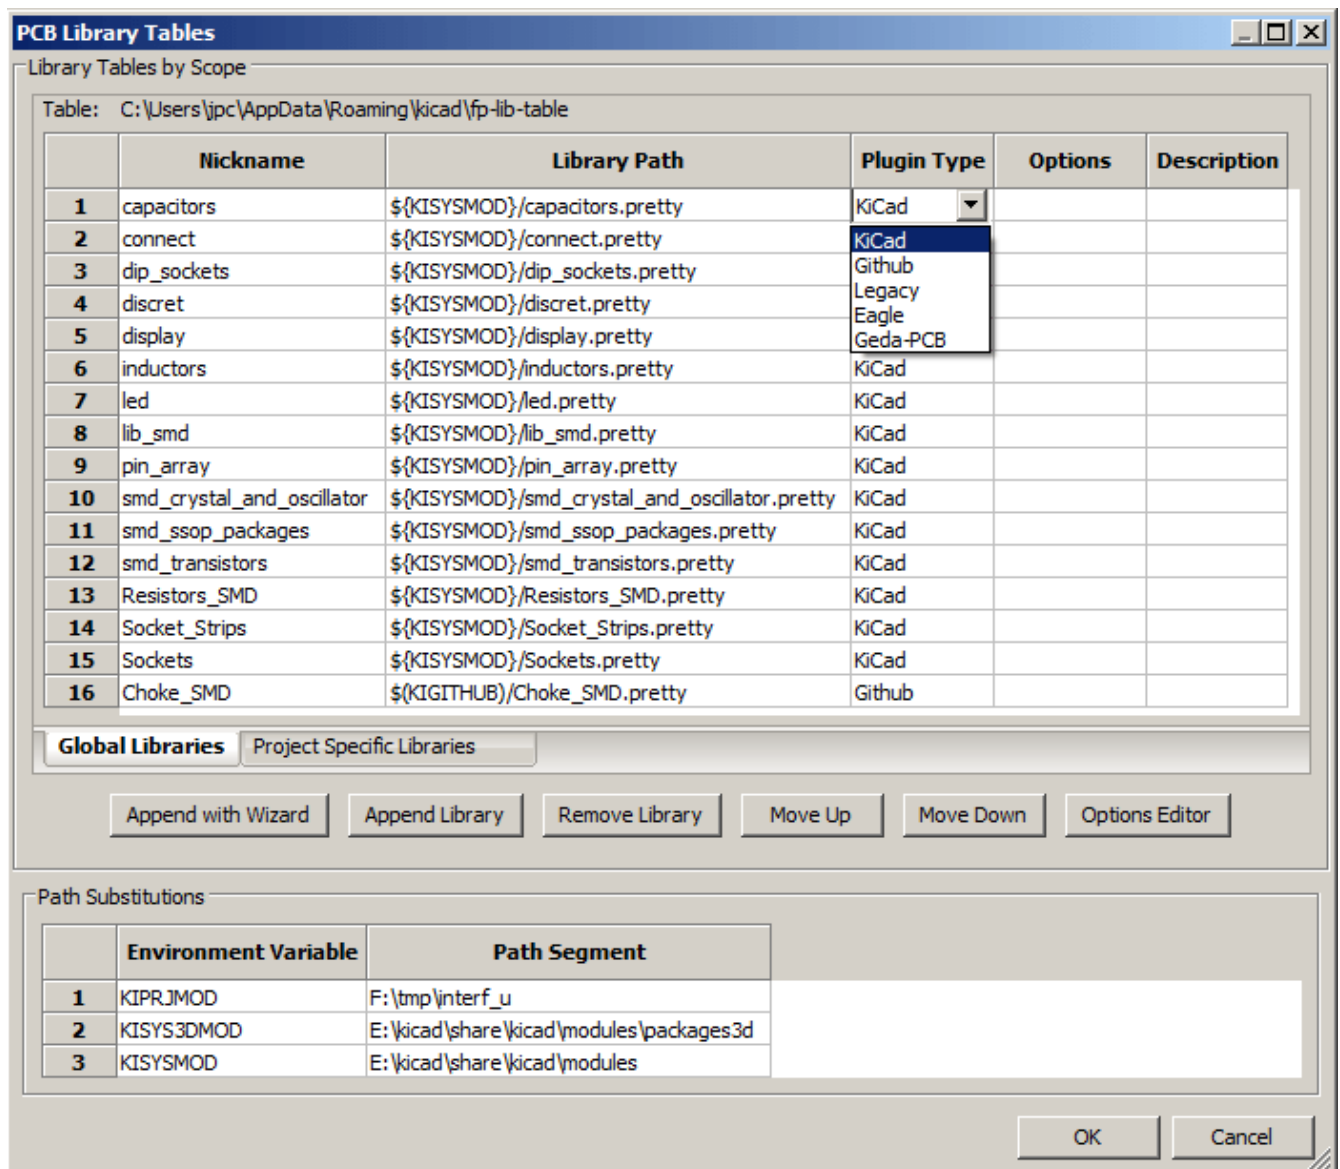 PCB Library Tables
Library Tables by Scope
Table: C:\Users\jpc\AppData\Roaming\kicad\fp-lib-table
Nickname Library Path Plugin Type Options Description
1 capacitors ${KISYSMOD}/capacitors.pretty KiCad
2 connect ${KISYSMOD}/connect.pretty KiCad
3 dip_sockets ${KISYSMOD}/dip_sockets.pretty Github
4 discret ${KISYSMOD}/discret.pretty Legacy
Eagle
5 display ${KISYSMOD}/display.pretty Geda-PCB
6 inductors ${KISYSMOD}/inductors.pretty KiCad
7 led ${KISYSMOD}/led.pretty KiCad
8 lib_smd ${KISYSMOD}/lib_smd.pretty KiCad
9 pin_array ${KISYSMOD}/pin_array.pretty KiCad
10 smd_crystal_and_oscillator ${KISYSMOD}/smd_crystal_and_oscillator.pretty KiCad
11 smd_ssop_packages ${KISYSMOD}/smd_ssop_packages.pretty KiCad
12 smd_transistors ${KISYSMOD}/smd_transistors.pretty KiCad
13 Resistors_SMD ${KISYSMOD}/Resistors_SMD.pretty KiCad
14 Socket_Strips ${KISYSMOD}/Socket_Strips.pretty KiCad
15 Sockets ${KISYSMOD}/Sockets.pretty KiCad
16 Choke_SMD $(KIGITHUB)/Choke_SMD.pretty Github
Global Libraries Project Specific Libraries
Append with Wizard Append Library Remove Library Move Up Move Down Options Editor
Path Substitutions
Environment Variable Path Segment
1 KIPRJMOD F:\tmp\interf_u
2 KISYS3DMOD E:\kicad\share\kicad\modules\packages3d
3 KISYSMOD E:\kicad\share\kicad\modules
OK Cancel